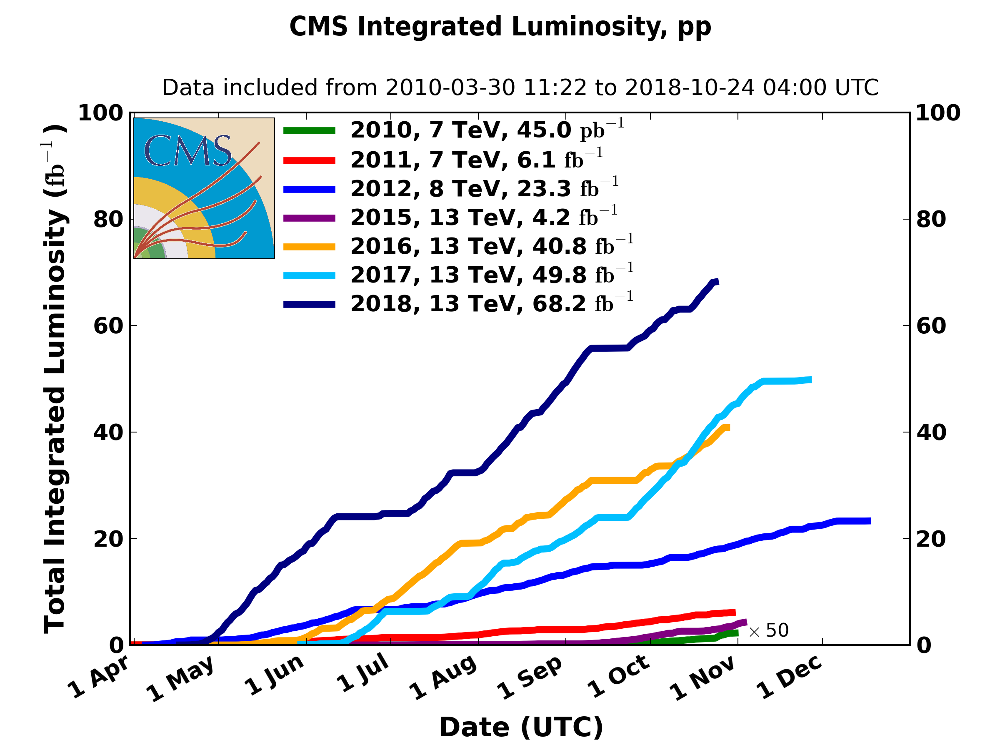 CMS Integrated Luminosity, pp
Data included from 2010-03-30 11:22 to 2018-10-24 04:00 UTC
CMS
2010, 7 TeV, 45.0 pb⁻¹
2011, 7 TeV, 6.1 fb⁻¹
2012, 8 TeV, 23.3 fb⁻¹
2015, 13 TeV, 4.2 fb⁻¹
2016, 13 TeV, 40.8 fb⁻¹
2017, 13 TeV, 49.8 fb⁻¹
2018, 13 TeV, 68.2 fb⁻¹
Total Integrated Luminosity (fb⁻¹)
100
80
60
40
20
0
100
80
60
40
20
0
× 50
1 Apr
1 May
1 Jun
1 Jul
1 Aug
1 Sep
1 Oct
1 Nov
1 Dec
Date (UTC)